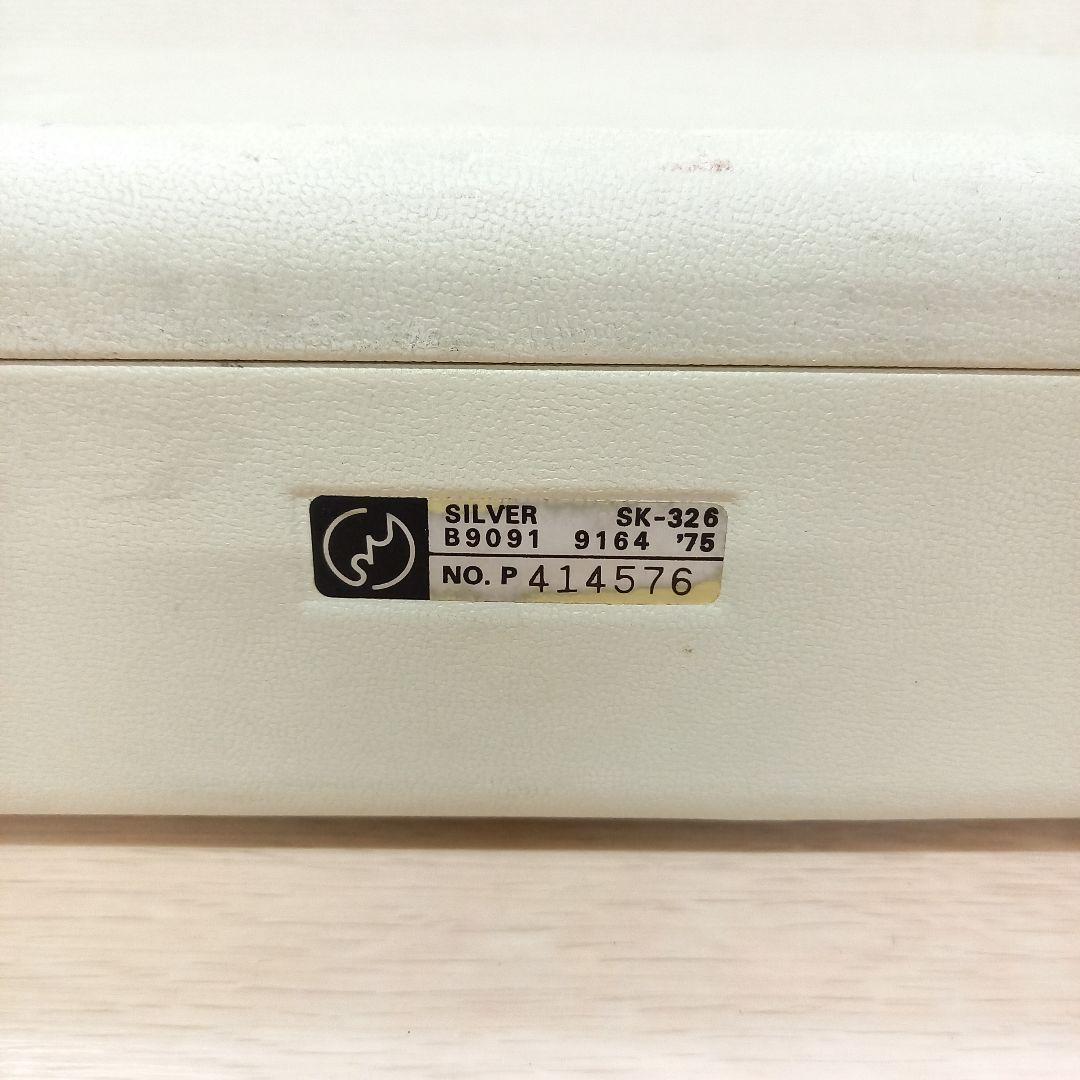 SILVER SK-326
B9091 9164 '75
NO. P 414576